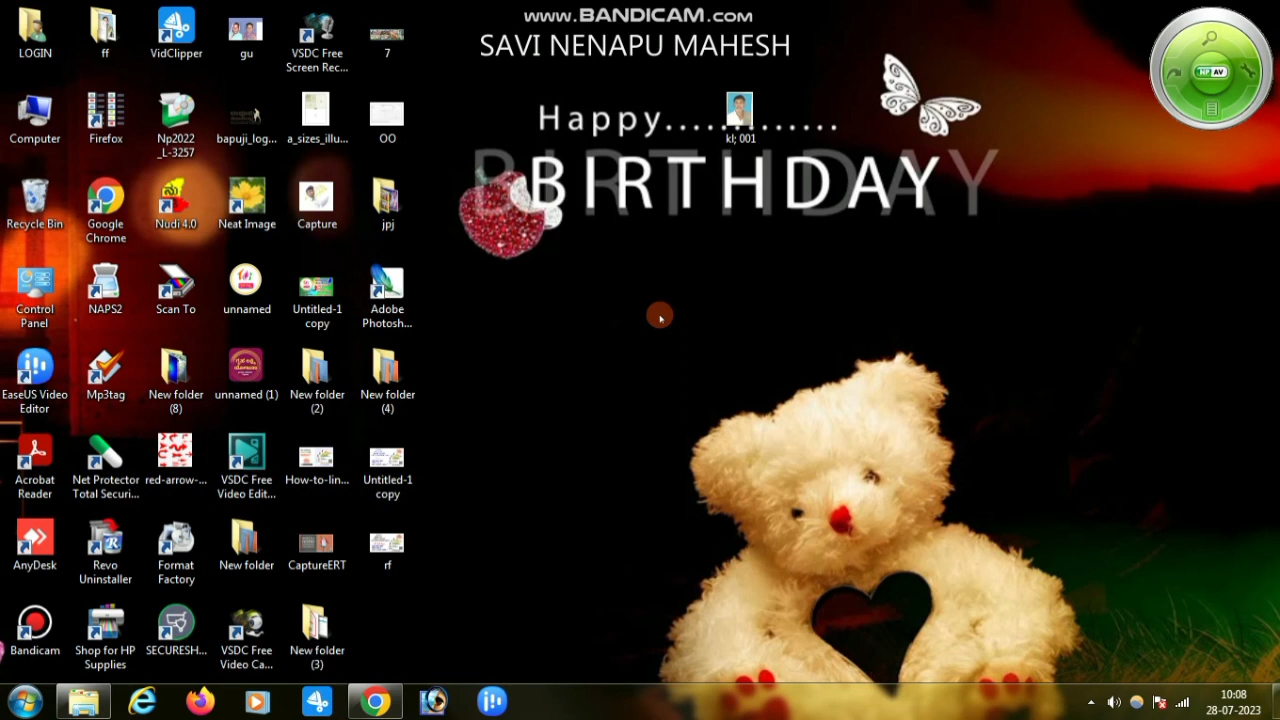 www.BANDICAM.com
SAVI NENAPU MAHESH
Happy.............
BIRTHDAY
kl; 001
HP AV
LOGIN
ff
VidClipper
gu
VSDC Free
Screen Rec...
7
Computer
Firefox
Np2022
_L-3257
bapuji_log...
a_sizes_illu...
OO
Recycle Bin
Google
Chrome
ನು
Nudi 4.0
Neat Image
Capture
jpj
Control
Panel
NAPS2
Scan To
unnamed
Untitled-1
copy
Adobe
Photosh...
EaseUS Video
Editor
Mp3tag
New folder
(8)
unnamed (1)
New folder
(2)
New folder
(4)
Acrobat
Reader
Net Protector
Total Securi...
red-arrow-...
VSDC Free
Video Edit...
How-to-lin...
Untitled-1
copy
AnyDesk
Revo
Uninstaller
Format
Factory
New folder
CaptureERT
rf
Bandicam
Shop for HP
Supplies
SECURESH...
VSDC Free
Video Ca...
New folder
(3)
10:08
28-07-2023